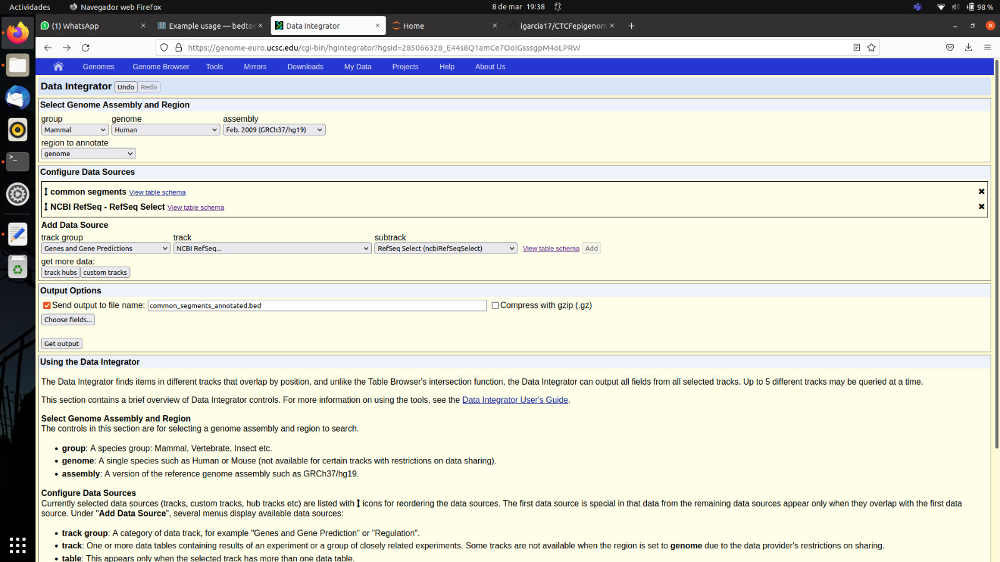 Actividades
Navegador web Firefox
8 de mar 19:38
98 %
(1) WhatsApp
Example usage — bedtoo
Data Integrator
Home
igarcia17/CTCFepigenom
https://genome-euro.ucsc.edu/cgi-bin/hgIntegrator?hgsid=285066328_E44s8Q1amCe7OoIGsssgpM4oLPRW
Genomes Genome Browser Tools Mirrors Downloads My Data Projects Help About Us
Data Integrator Undo Redo
Select Genome Assembly and Region
group genome assembly
Mammal Human Feb. 2009 (GRCh37/hg19)
region to annotate
genome
Configure Data Sources
common segments View table schema
NCBI RefSeq - RefSeq Select View table schema
Add Data Source
track group track subtrack
Genes and Gene Predictions NCBI RefSeq... RefSeq Select (ncbiRefSeqSelect) View table schema Add
get more data:
track hubs custom tracks
Output Options
Send output to file name: common_segments_annotated.bed Compress with gzip (.gz)
Choose fields...
Get output
Using the Data Integrator
The Data Integrator finds items in different tracks that overlap by position, and unlike the Table Browser's intersection function, the Data Integrator can output all fields from all selected tracks. Up to 5 different tracks may be queried at a time.
This section contains a brief overview of Data Integrator controls. For more information on using the tools, see the Data Integrator User's Guide.
Select Genome Assembly and Region
The controls in this section are for selecting a genome assembly and region to search.
• group: A species group: Mammal, Vertebrate, Insect etc.
• genome: A single species such as Human or Mouse (not available for certain tracks with restrictions on data sharing).
• assembly: A version of the reference genome assembly such as GRCh37/hg19.
Configure Data Sources
Currently selected data sources (tracks, custom tracks, hub tracks etc) are listed with ↕ icons for reordering the data sources. The first data source is special in that data from the remaining data sources appear only when they overlap with the first data
source. Under "Add Data Source", several menus display available data sources:
• track group: A category of data track, for example "Genes and Gene Prediction" or "Regulation".
• track: One or more data tables containing results of an experiment or a group of closely related experiments. Some tracks are not available when the region is set to genome due to the data provider's restrictions on sharing.
• table: This appears only when the selected track has more than one data table.